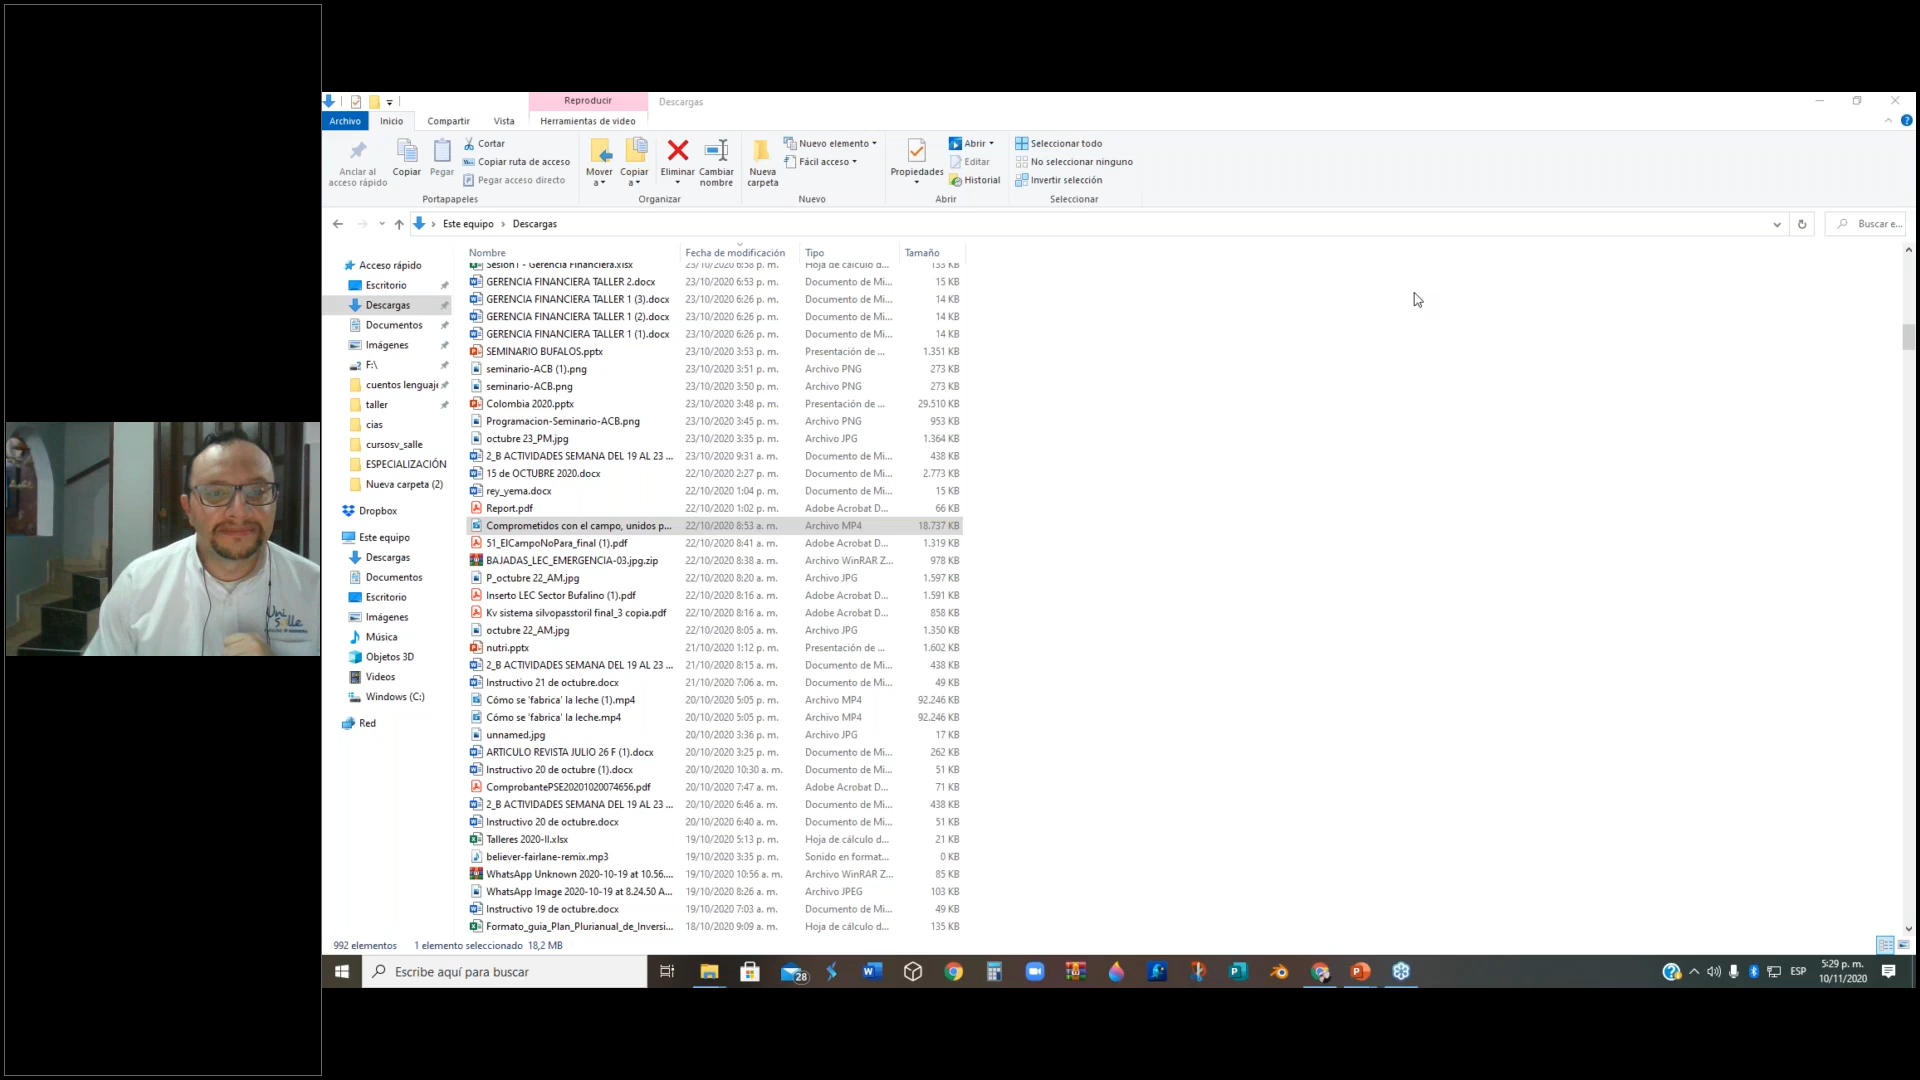 Reproducir
Descargas
Archivo
Inicio
Compartir
Vista
Herramientas de video
Anclar al acceso rápido
Copiar
Pegar
Cortar
Copiar ruta de acceso
Pegar acceso directo
Portapapeles
Mover a
Copiar a
Eliminar
Cambiar nombre
Organizar
Nueva carpeta
Nuevo elemento
Fácil acceso
Nuevo
Propiedades
Abrir
Editar
Historial
Abrir
Seleccionar todo
No seleccionar ninguno
Invertir selección
Seleccionar
Este equipo > Descargas
Buscar e...
Acceso rápido
Escritorio
Descargas
Documentos
Imágenes
F:\
cuentos lenguaje
taller
cias
cursosv_salle
ESPECIALIZACIÓN
Nueva carpeta (2)
Dropbox
Este equipo
Descargas
Documentos
Escritorio
Imágenes
Música
Objetos 3D
Videos
Windows (C:)
Red
Nombre Fecha de modificación Tipo Tamaño
Sesion1 - Gerencia Financiera.xlsx 23/10/2020 6:58 p. m. Hoja de cálculo d... 133 KB
GERENCIA FINANCIERA TALLER 2.docx 23/10/2020 6:53 p. m. Documento de Mi... 15 KB
GERENCIA FINANCIERA TALLER 1 (3).docx 23/10/2020 6:26 p. m. Documento de Mi... 14 KB
GERENCIA FINANCIERA TALLER 1 (2).docx 23/10/2020 6:26 p. m. Documento de Mi... 14 KB
GERENCIA FINANCIERA TALLER 1 (1).docx 23/10/2020 6:26 p. m. Documento de Mi... 14 KB
SEMINARIO BUFALOS.pptx 23/10/2020 3:53 p. m. Presentación de ... 1.351 KB
seminario-ACB (1).png 23/10/2020 3:51 p. m. Archivo PNG 273 KB
seminario-ACB.png 23/10/2020 3:50 p. m. Archivo PNG 273 KB
Colombia 2020.pptx 23/10/2020 3:48 p. m. Presentación de ... 29.510 KB
Programacion-Seminario-ACB.png 23/10/2020 3:45 p. m. Archivo PNG 953 KB
octubre 23_PM.jpg 23/10/2020 3:35 p. m. Archivo JPG 1.364 KB
2_B ACTIVIDADES SEMANA DEL 19 AL 23 ... 23/10/2020 9:31 a. m. Documento de Mi... 438 KB
15 de OCTUBRE 2020.docx 22/10/2020 2:27 p. m. Documento de Mi... 2.773 KB
rey_yema.docx 22/10/2020 1:04 p. m. Documento de Mi... 15 KB
Report.pdf 22/10/2020 1:02 p. m. Adobe Acrobat D... 66 KB
Comprometidos con el campo, unidos p... 22/10/2020 8:53 a. m. Archivo MP4 18.737 KB
51_ElCampoNoPara_final (1).pdf 22/10/2020 8:41 a. m. Adobe Acrobat D... 1.319 KB
BAJADAS_LEC_EMERGENCIA-03.jpg.zip 22/10/2020 8:38 a. m. Archivo WinRAR Z... 978 KB
P_octubre 22_AM.jpg 22/10/2020 8:20 a. m. Archivo JPG 1.597 KB
Inserto LEC Sector Bufalino (1).pdf 22/10/2020 8:16 a. m. Adobe Acrobat D... 1.591 KB
Kv sistema silvopasstoril final_3 copia.pdf 22/10/2020 8:16 a. m. Adobe Acrobat D... 858 KB
octubre 22_AM.jpg 22/10/2020 8:05 a. m. Archivo JPG 1.350 KB
nutri.pptx 21/10/2020 1:12 p. m. Presentación de ... 1.602 KB
2_B ACTIVIDADES SEMANA DEL 19 AL 23 ... 21/10/2020 8:15 a. m. Documento de Mi... 438 KB
Instructivo 21 de octubre.docx 21/10/2020 7:06 a. m. Documento de Mi... 49 KB
Cómo se 'fabrica' la leche (1).mp4 20/10/2020 5:05 p. m. Archivo MP4 92.246 KB
Cómo se 'fabrica' la leche.mp4 20/10/2020 5:05 p. m. Archivo MP4 92.246 KB
unnamed.jpg 20/10/2020 3:36 p. m. Archivo JPG 17 KB
ARTICULO REVISTA JULIO 26 F (1).docx 20/10/2020 3:25 p. m. Documento de Mi... 262 KB
Instructivo 20 de octubre (1).docx 20/10/2020 10:30 a. m. Documento de Mi... 51 KB
ComprobantePSE20201020074656.pdf 20/10/2020 7:47 a. m. Adobe Acrobat D... 71 KB
2_B ACTIVIDADES SEMANA DEL 19 AL 23 ... 20/10/2020 6:46 a. m. Documento de Mi... 438 KB
Instructivo 20 de octubre.docx 20/10/2020 6:40 a. m. Documento de Mi... 51 KB
Talleres 2020-II.xlsx 19/10/2020 5:13 p. m. Hoja de cálculo d... 21 KB
believer-fairlane-remix.mp3 19/10/2020 3:35 p. m. Sonido en format... 0 KB
WhatsApp Unknown 2020-10-19 at 10.56.... 19/10/2020 10:56 a. m. Archivo WinRAR Z... 85 KB
WhatsApp Image 2020-10-19 at 8.24.50 A... 19/10/2020 8:26 a. m. Archivo JPEG 103 KB
Instructivo 19 de octubre.docx 19/10/2020 7:03 a. m. Documento de Mi... 49 KB
Formato_guia_Plan_Plurianual_de_Inversi... 18/10/2020 9:09 a. m. Hoja de cálculo d... 135 KB
992 elementos 1 elemento seleccionado 18,2 MB
Escribe aquí para buscar
28
ESP
5:29 p. m.
10/11/2020
Uni
Salle